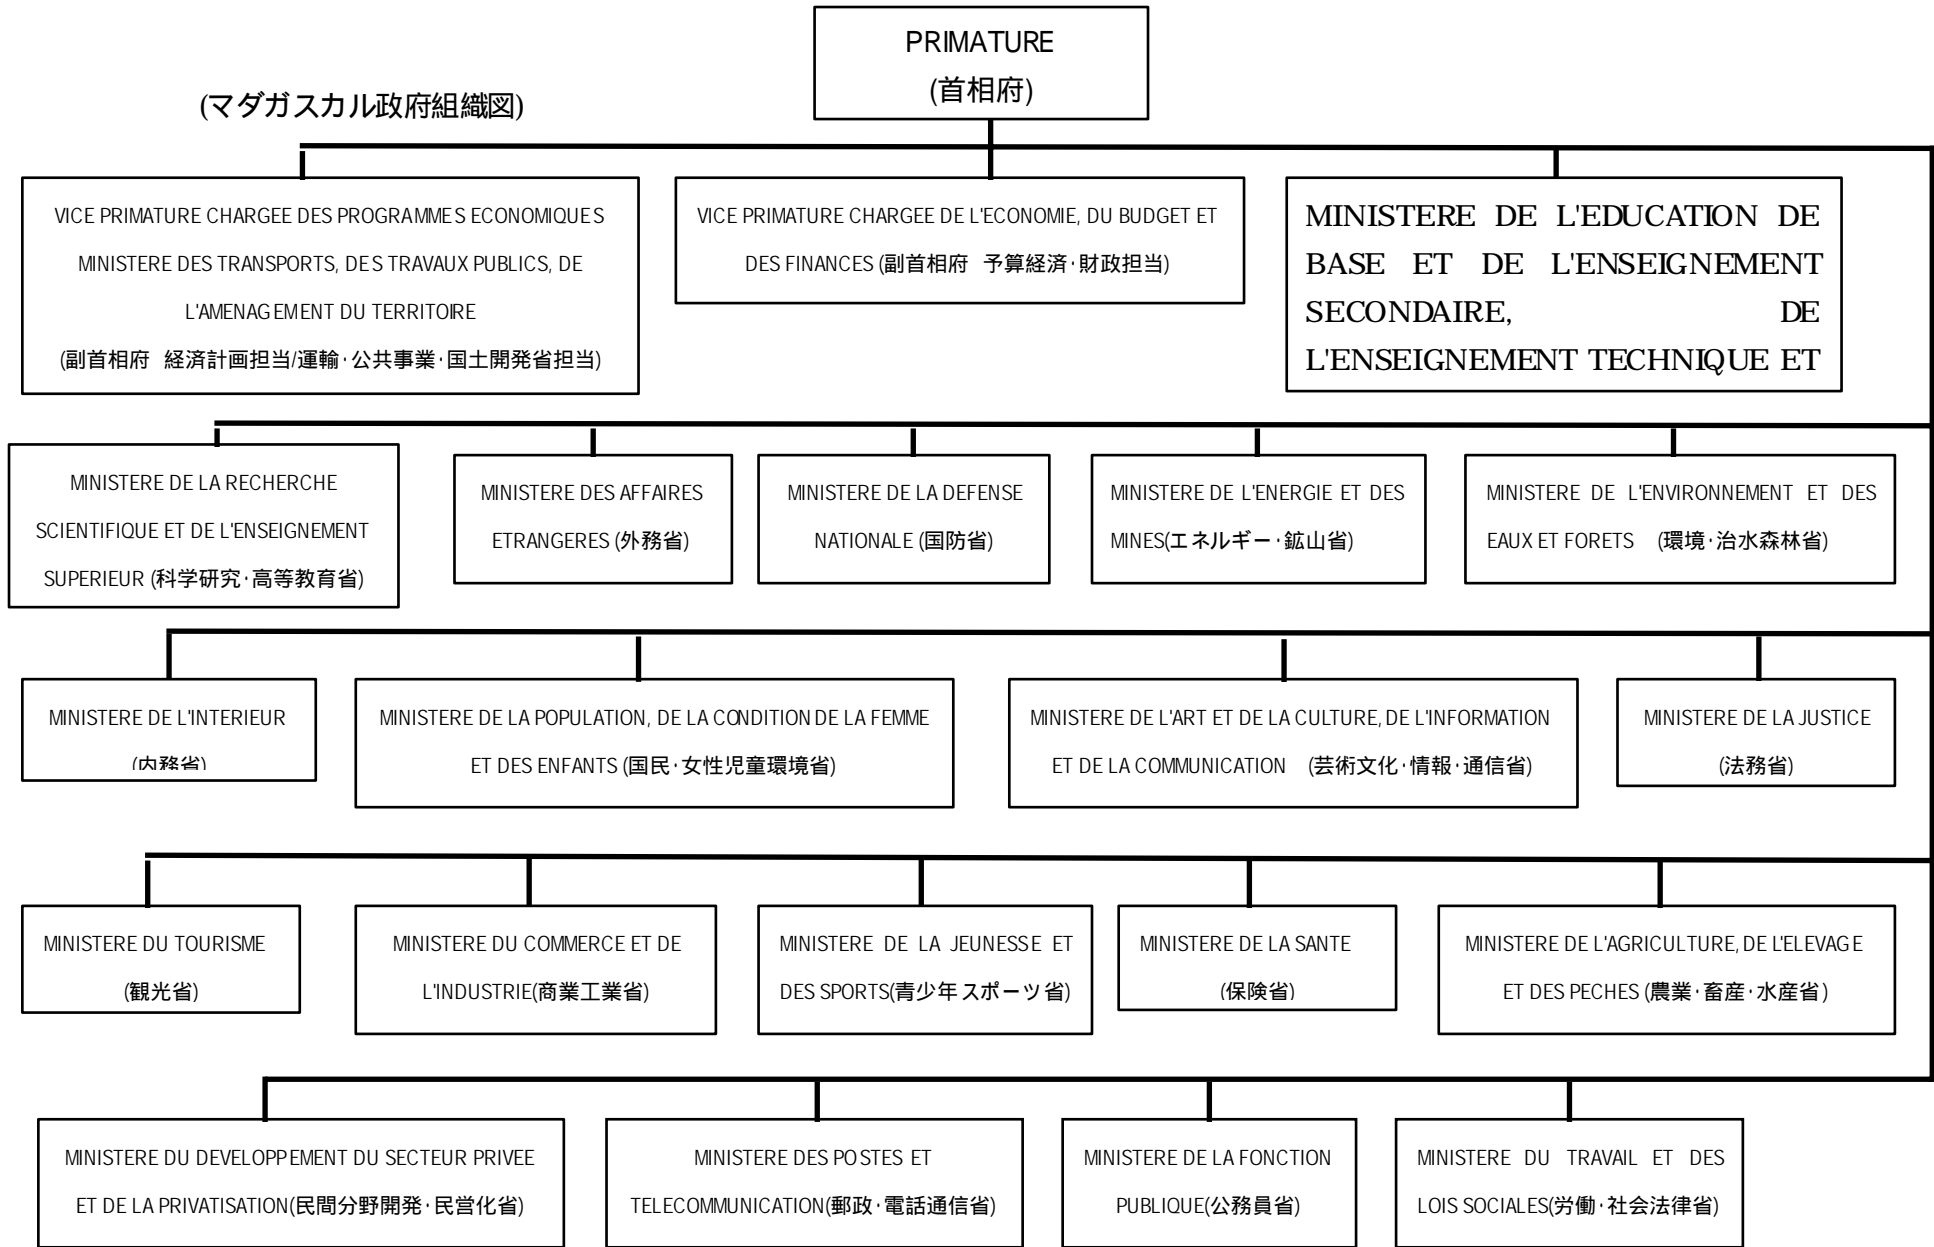 PRIMATURE
(首相府)
(マダガスカル政府組織図)
VICE PRIMATURE CHARGEE DES PROGRAMMES ECONOMIQUES
MINISTERE DES TRANSPORTS, DES TRAVAUX PUBLICS, DE
L'AMENAGEMENT DU TERRITOIRE
(副首相府 経済計画担当/運輸・公共事業・国土開発省担当)
VICE PRIMATURE CHARGEE DE L'ECONOMIE, DU BUDGET ET
DES FINANCES (副首相府 予算経済・財政担当)
MINISTERE DE L'EDUCATION DE
BASE ET DE L'ENSEIGNEMENT
SECONDAIRE, DE
L'ENSEIGNEMENT TECHNIQUE ET
MINISTERE DE LA RECHERCHE
SCIENTIFIQUE ET DE L'ENSEIGNEMENT
SUPERIEUR (科学研究・高等教育省)
MINISTERE DES AFFAIRES
ETRANGERES (外務省)
MINISTERE DE LA DEFENSE
NATIONALE (国防省)
MINISTERE DE L'ENERGIE ET DES
MINES(エネルギー・鉱山省)
MINISTERE DE L'ENVIRONNEMENT ET DES
EAUX ET FORETS (環境・治水森林省)
MINISTERE DE L'INTERIEUR
(内務省)
MINISTERE DE LA POPULATION, DE LA CONDITION DE LA FEMME
ET DES ENFANTS (国民・女性児童環境省)
MINISTERE DE L'ART ET DE LA CULTURE, DE L'INFORMATION
ET DE LA COMMUNICATION (芸術文化・情報・通信省)
MINISTERE DE LA JUSTICE
(法務省)
MINISTERE DU TOURISME
(観光省)
MINISTERE DU COMMERCE ET DE
L'INDUSTRIE(商業工業省)
MINISTERE DE LA JEUNESSE ET
DES SPORTS(青少年スポーツ省)
MINISTERE DE LA SANTE
(保険省)
MINISTERE DE L'AGRICULTURE, DE L'ELEVAGE
ET DES PECHES (農業・畜産・水産省)
MINISTERE DU DEVELOPPEMENT DU SECTEUR PRIVEE
ET DE LA PRIVATISATION(民間分野開発・民営化省)
MINISTERE DES POSTES ET
TELECOMMUNICATION(郵政・電話通信省)
MINISTERE DE LA FONCTION
PUBLIQUE(公務員省)
MINISTERE DU TRAVAIL ET DES
LOIS SOCIALES(労働・社会法律省)